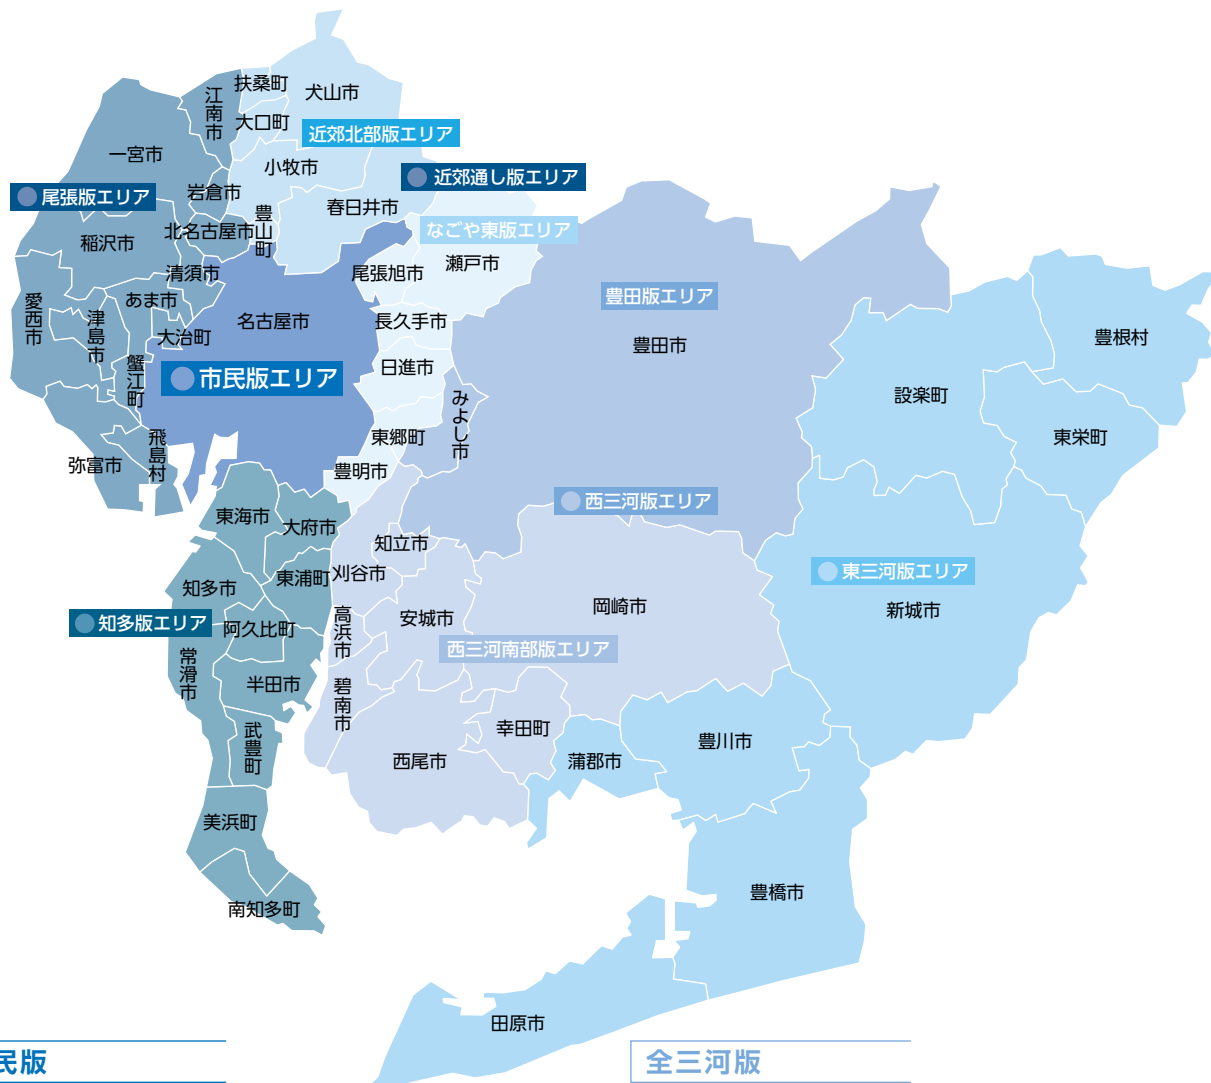 扶桑町
犬山市
江南市
大口町
近郊北部版エリア
一宮市
小牧市
近郊通し版エリア
尾張版エリア
岩倉市
春日井市
豊山町
北名古屋市
なごや東版エリア
稲沢市
清須市
尾張旭市
瀬戸市
あま市
豊田版エリア
愛西市
津島市
大治町
名古屋市
長久手市
豊田市
豊根村
蟹江町
市民版エリア
日進市
みよし市
設楽町
東郷町
東栄町
飛島村
弥富市
豊明市
西三河版エリア
東海市
大府市
知立市
東浦町
刈谷市
東三河版エリア
知多市
岡崎市
新城市
知多版エリア
阿久比町
高浜市
安城市
西三河南部版エリア
常滑市
半田市
碧南市
武豊町
幸田町
豊川市
西尾市
蒲郡市
美浜町
豊橋市
南知多町
田原市
民版
全三河版